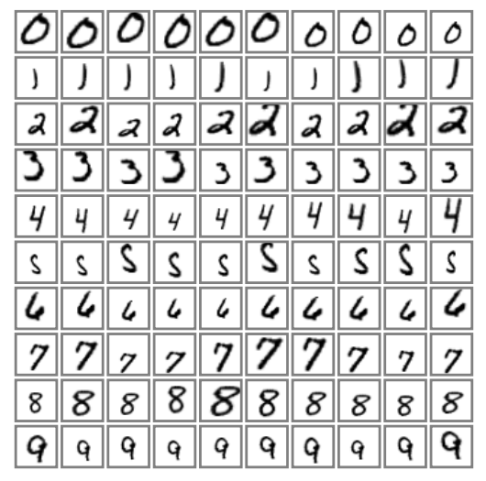 0 0 0 0 0 0 0 0 0 0
1 1 1 1 1 1 1 1 1 1
2 2 2 2 2 2 2 2 2 2
3 3 3 3 3 3 3 3 3 3
4 4 4 4 4 4 4 4 4 4
5 5 5 5 5 5 5 5 5 5
6 6 6 6 6 6 6 6 6 6
7 7 7 7 7 7 7 7 7 7
8 8 8 8 8 8 8 8 8 8
9 9 9 9 9 9 9 9 9 9